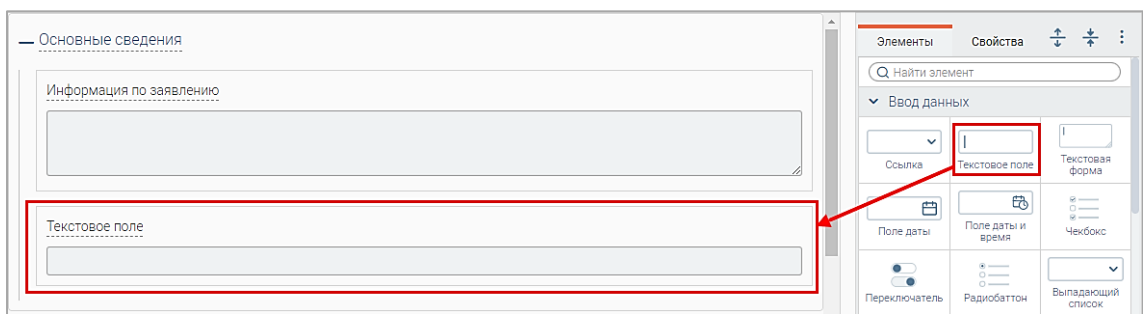 Основные сведения
Информация по заявлению
Текстовое поле
Элементы Свойства
Найти элемент
Ввод данных
Ссылка
Текстовое поле
Текстовая
форма
Поле даты
Поле даты и
время
Чекбокс
Переключатель
Радиобаттон
Выпадающий
список